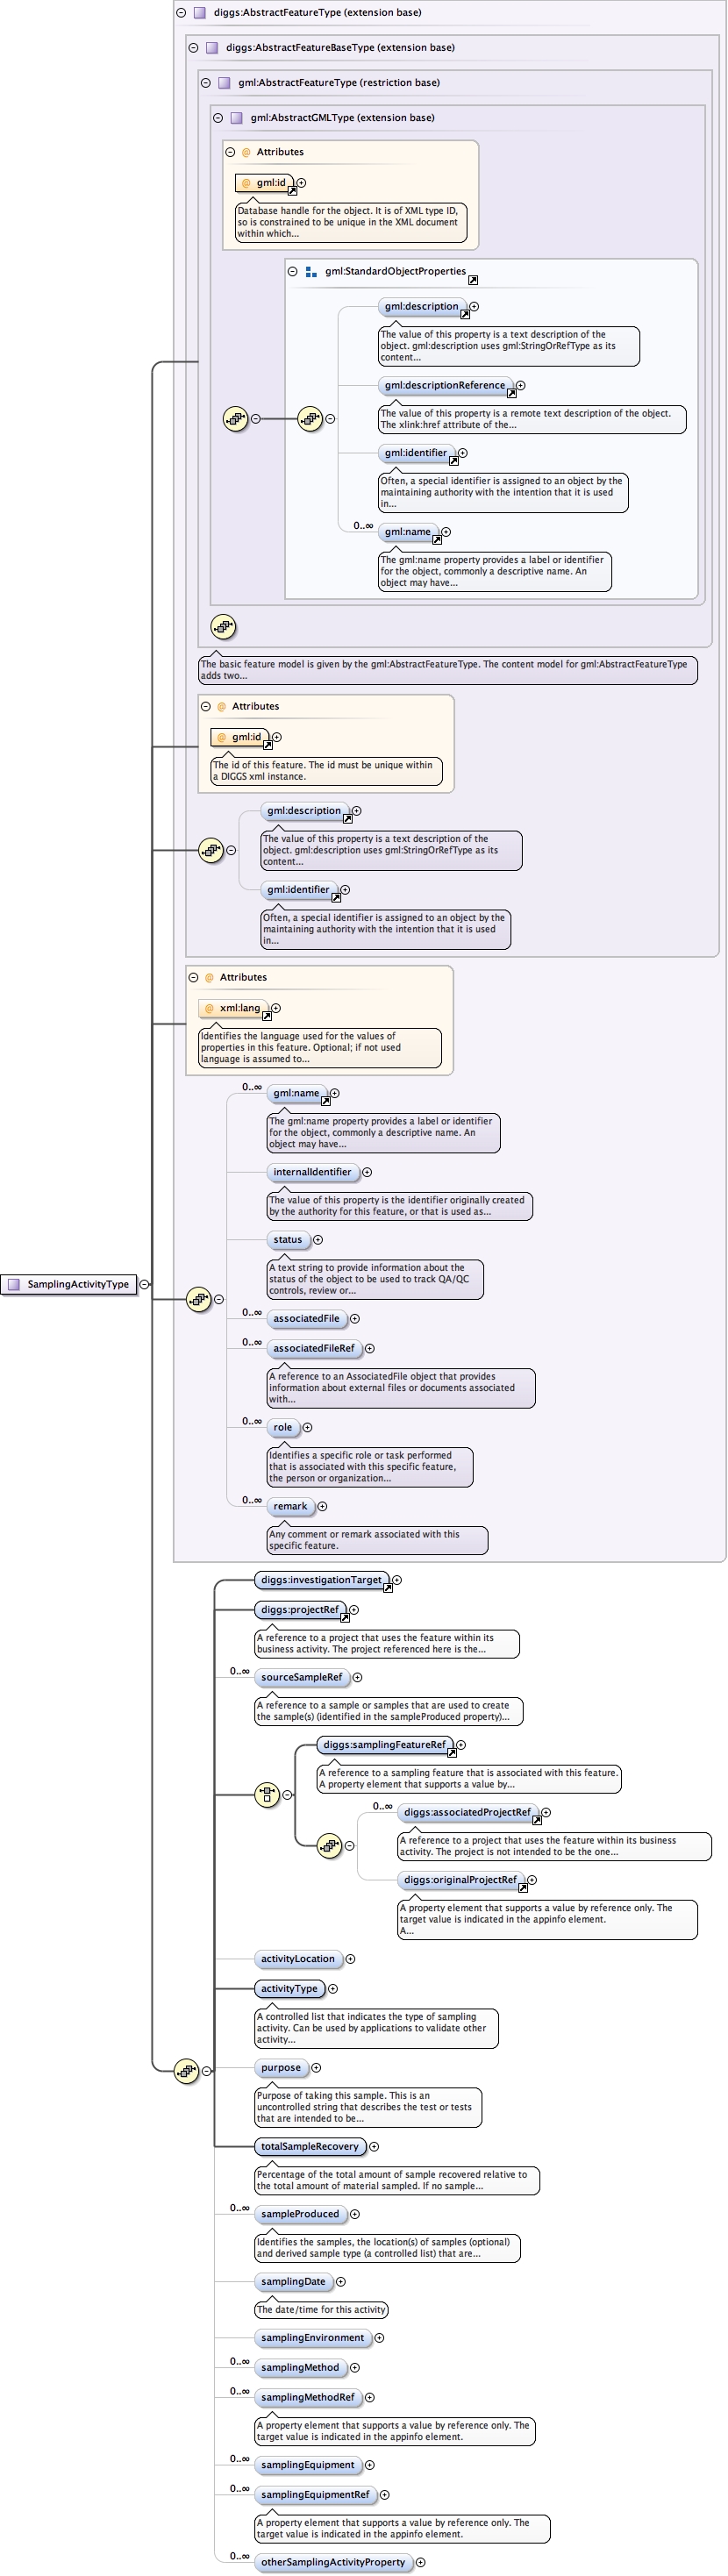 diggs:AbstractFeatureType (extension base)
diggs:AbstractFeatureBaseType (extension base)
gml:AbstractFeatureType (restriction base)
gml:AbstractGMLType (extension base)
@ Attributes
@ gml:id
Database handle for the object. It is of XML type ID,
so is constrained to be unique in the XML document
within which...
gml:StandardObjectProperties
gml:description
The value of this property is a text description of the
object. gml:description uses gml:StringOrRefType as its
content...
gml:descriptionReference
The value of this property is a remote text description of the object.
The xlink:href attribute of the...
gml:identifier
Often, a special identifier is assigned to an object by the
maintaining authority with the intention that it is used
in...
0..∞
gml:name
The gml:name property provides a label or identifier
for the object, commonly a descriptive name. An
object may have...
The basic feature model is given by the gml:AbstractFeatureType. The content model for gml:AbstractFeatureType
adds two...
@ Attributes
@ gml:id
The id of this feature. The id must be unique within
a DIGGS xml instance.
gml:description
The value of this property is a text description of the
object. gml:description uses gml:StringOrRefType as its
content...
gml:identifier
Often, a special identifier is assigned to an object by the
maintaining authority with the intention that it is used
in...
@ Attributes
@ xml:lang
Identifies the language used for the values of
properties in this feature. Optional; if not used
language is assumed to...
0..∞
gml:name
The gml:name property provides a label or identifier
for the object, commonly a descriptive name. An
object may have...
internalIdentifier
The value of this property is the identifier originally created
by the authority for this feature, or that is used as...
status
A text string to provide information about the
status of the object to be used to track QA/QC
controls, review or...
SamplingActivityType
0..∞
associatedFile
0..∞
associatedFileRef
A reference to an AssociatedFile object that provides
information about external files or documents associated
with...
0..∞
role
Identifies a specific role or task performed
that is associated with this specific feature,
the person or organization...
0..∞
remark
Any comment or remark associated with this
specific feature.
diggs:investigationTarget
diggs:projectRef
A reference to a project that uses the feature within its
business activity. The project referenced here is the...
0..∞
sourceSampleRef
A reference to a sample or samples that are used to create
the sample(s) (identified in the sampleProduced property)...
diggs:samplingFeatureRef
A reference to a sampling feature that is associated with this feature.
A property element that supports a value by...
0..∞
diggs:associatedProjectRef
A reference to a project that uses the feature within its business
activity. The project is not intended to be the one...
diggs:originalProjectRef
A property element that supports a value by reference only. The
target value is indicated in the appinfo element.
A...
activityLocation
activityType
A controlled list that indicates the type of sampling
activity. Can be used by applications to validate other
activity...
purpose
Purpose of taking this sample. This is an
uncontrolled string that describes the test or tests
that are intended to be...
totalSampleRecovery
Percentage of the total amount of sample recovered relative to
the total amount of material sampled. If no sample...
0..∞
sampleProduced
Identifies the samples, the location(s) of samples (optional)
and derived sample type (a controlled list) that are...
samplingDate
The date/time for this activity
samplingEnvironment
0..∞
samplingMethod
0..∞
samplingMethodRef
A property element that supports a value by reference only. The
target value is indicated in the appinfo element.
0..∞
samplingEquipment
0..∞
samplingEquipmentRef
A property element that supports a value by reference only. The
target value is indicated in the appinfo element.
0..∞
otherSamplingActivityProperty